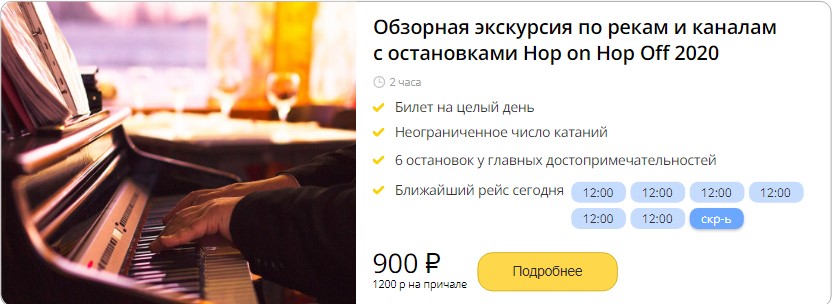 Обзорная экскурсия по рекам и каналам
с остановками Hop on Hop Off 2020
2 часа
Билет на целый день
Неограниченное число катаний
6 остановок у главных достопримечательностей
Ближайший рейс сегодня 12:00 12:00 12:00 12:00
12:00 12:00 скр-ь
900 ₽
1200 р на причале
Подробнее